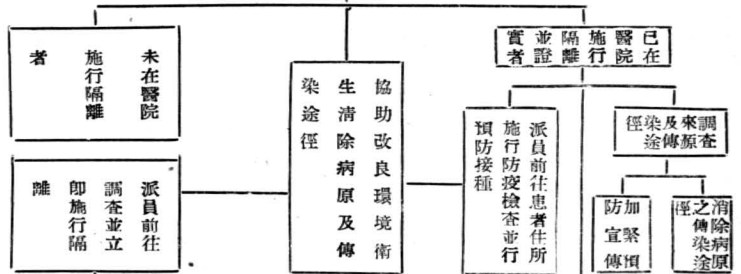 已在
醫院
施行
隔離
並證
實者
調查
來源
及傳
染途
徑
消除病原
之傳染途
徑
加緊預
防宣傳
派員前往患者住所
施行防疫檢查並行
預防接種
協助改良環境衛
生清除病原及傳
染途徑
未在醫院
施行隔離
者
派員前往
調查並立
卽施行隔
離